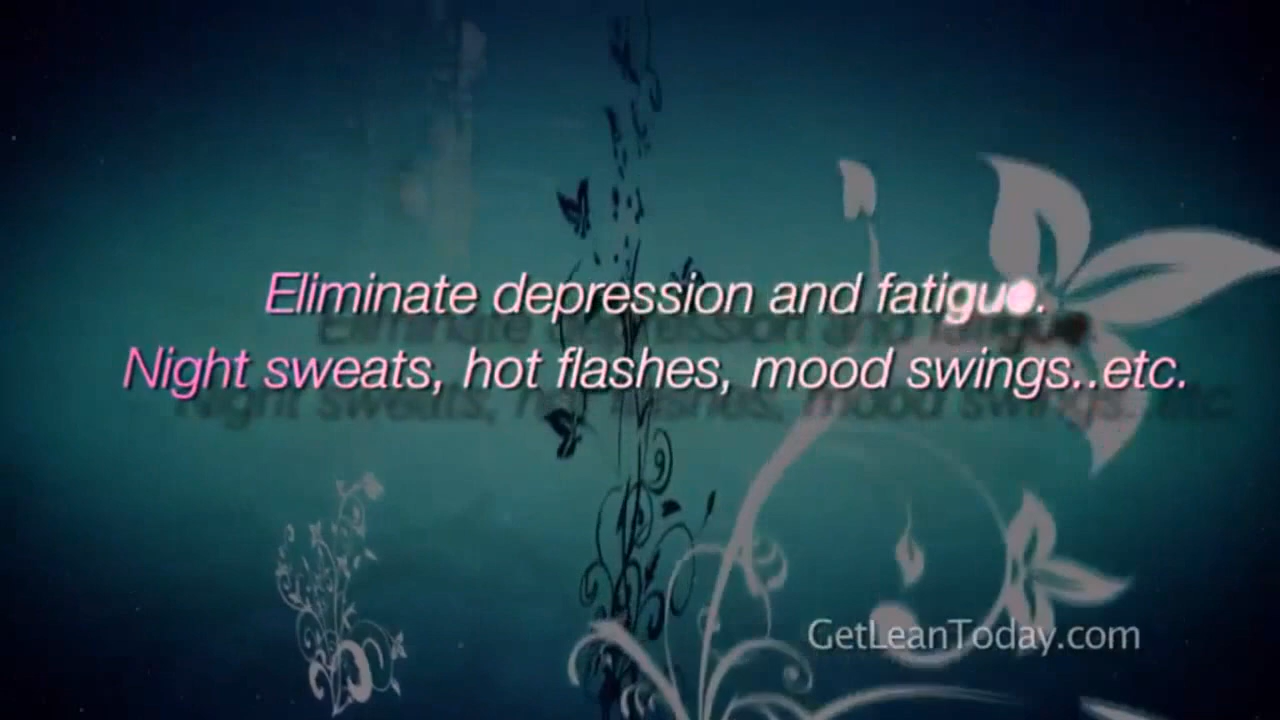 Eliminate depression and fatigue.
Night sweats, hot flashes, mood swings..etc.
GetLeanToday.com